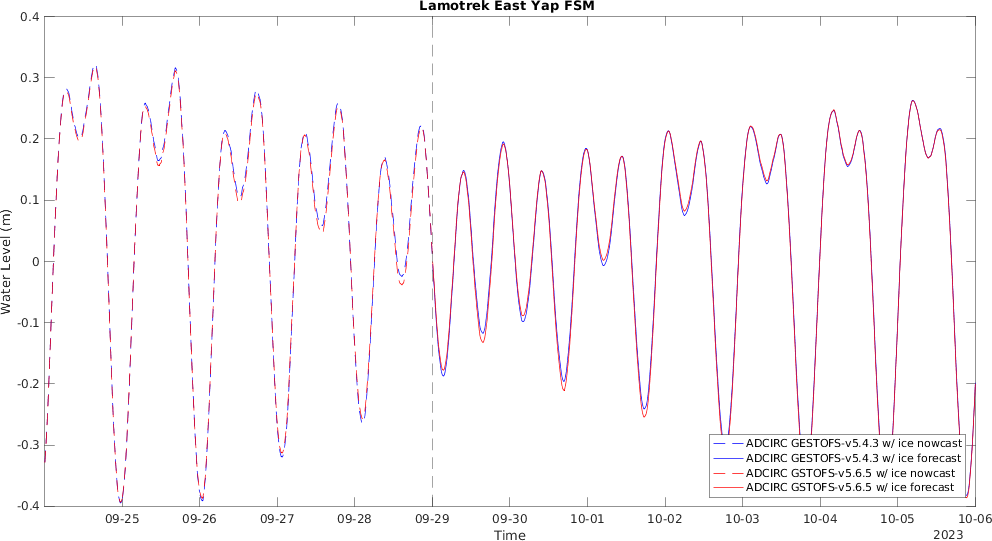 Lamotrek East Yap FSM
Water Level (m)
0.4
0.3
0.2
0.1
0
-0.1
-0.2
-0.3
-0.4
ADCIRC GESTOFS-v5.4.3 w/ ice nowcast
ADCIRC GESTOFS-v5.4.3 w/ ice forecast
ADCIRC GSTOFS-v5.6.5 w/ ice nowcast
ADCIRC GSTOFS-v5.6.5 w/ ice forecast
09-25 09-26 09-27 09-28 09-29 09-30 10-01 10-02 10-03 10-04 10-05 10-06
Time
2023